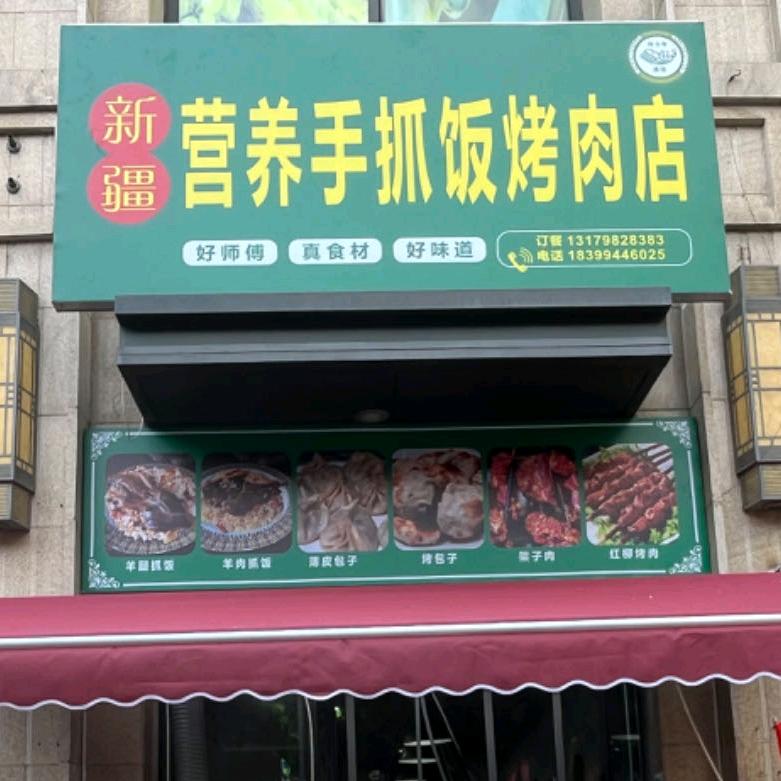 新疆
营养手抓饭烤肉店
好师傅 真食材 好味道
订餐 13179828383
电话 18399446025
羊腿抓饭 羊肉抓饭 薄皮包子 烤包子 架子肉 红柳烤肉